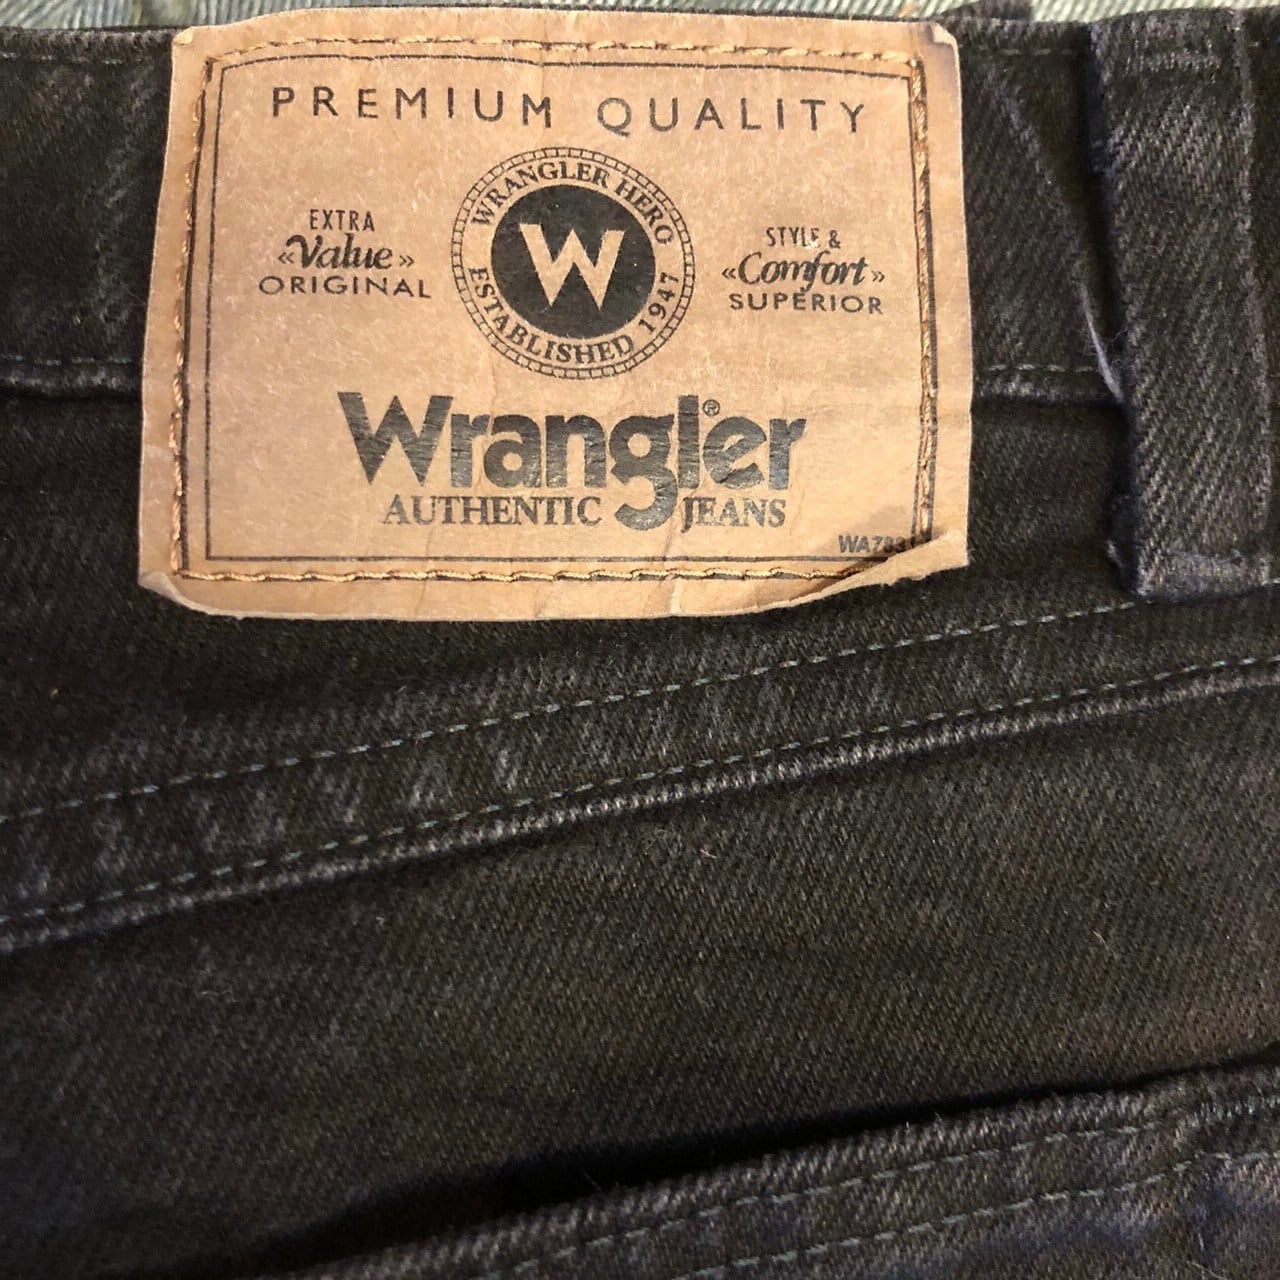 PREMIUM QUALITY
EXTRA
«Value»
ORIGINAL
WRANGLER HERO
ESTABLISHED 1947
W
STYLE &
«Comfort»
SUPERIOR
Wrangler®
AUTHENTIC JEANS